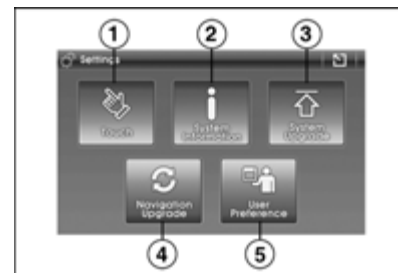 1 2 3
Settings
Touch
System
Information
System
Upgrade
Navigation
Upgrade
User
Preference
4 5